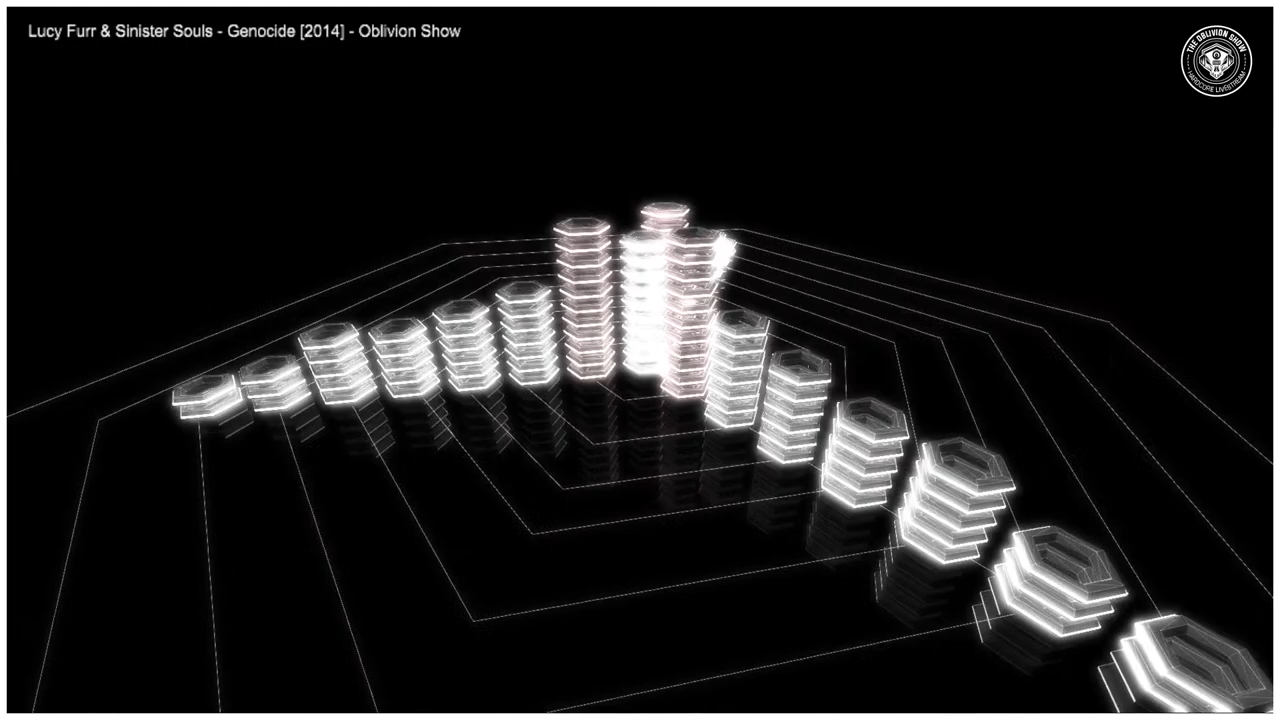 Lucy Furr & Sinister Souls - Genocide [2014] - Oblivion Show
THE OBLIVION SHOW
HARDCORE LIVESTREAM